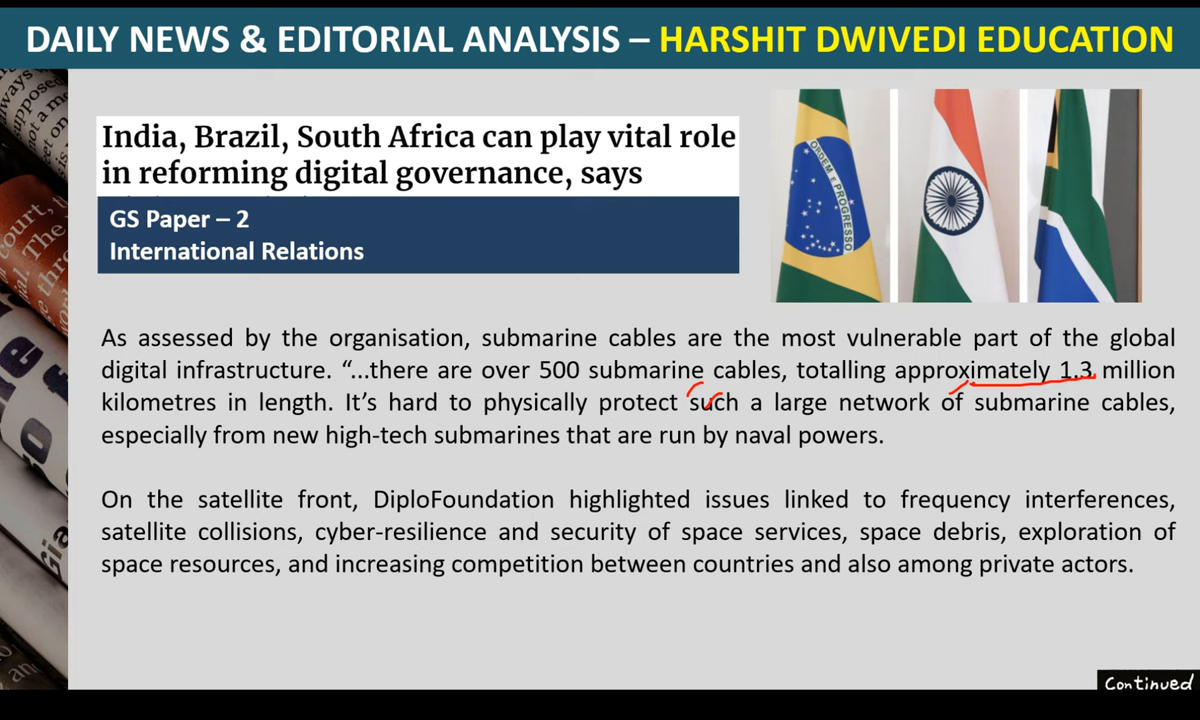 DAILY NEWS & EDITORIAL ANALYSIS – HARSHIT DWIVEDI EDUCATION
India, Brazil, South Africa can play vital role
in reforming digital governance, says
GS Paper – 2
International Relations
ORDEM E PROGRESSO
As assessed by the organisation, submarine cables are the most vulnerable part of the global
digital infrastructure. “...there are over 500 submarine cables, totalling approximately 1.3 million
kilometres in length. It’s hard to physically protect such a large network of submarine cables,
especially from new high-tech submarines that are run by naval powers.
On the satellite front, DiploFoundation highlighted issues linked to frequency interferences,
satellite collisions, cyber-resilience and security of space services, space debris, exploration of
space resources, and increasing competition between countries and also among private actors.
Continued